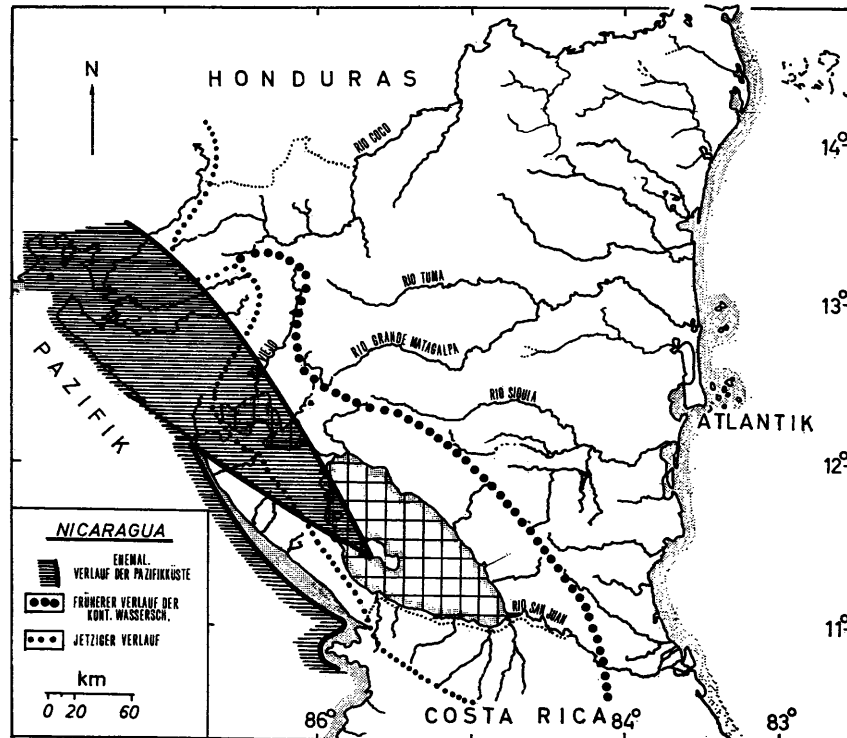 N
HONDURAS
RIO COCO
14°
RIO TUMA
13°
RIO GRANDE MATAGALPA
PAZIFIK
RIO SIQUIA
ATLANTIK
12°
NICARAGUA
EHEMAL.
VERLAUF DER PAZIFIKKÜSTE
FRÜHERER VERLAUF DER
KONT. WASSERSCH.
JETZIGER VERLAUF
RIO SAN JUAN
11°
km
0 20 60
86°
COSTA RICA
84°
83°